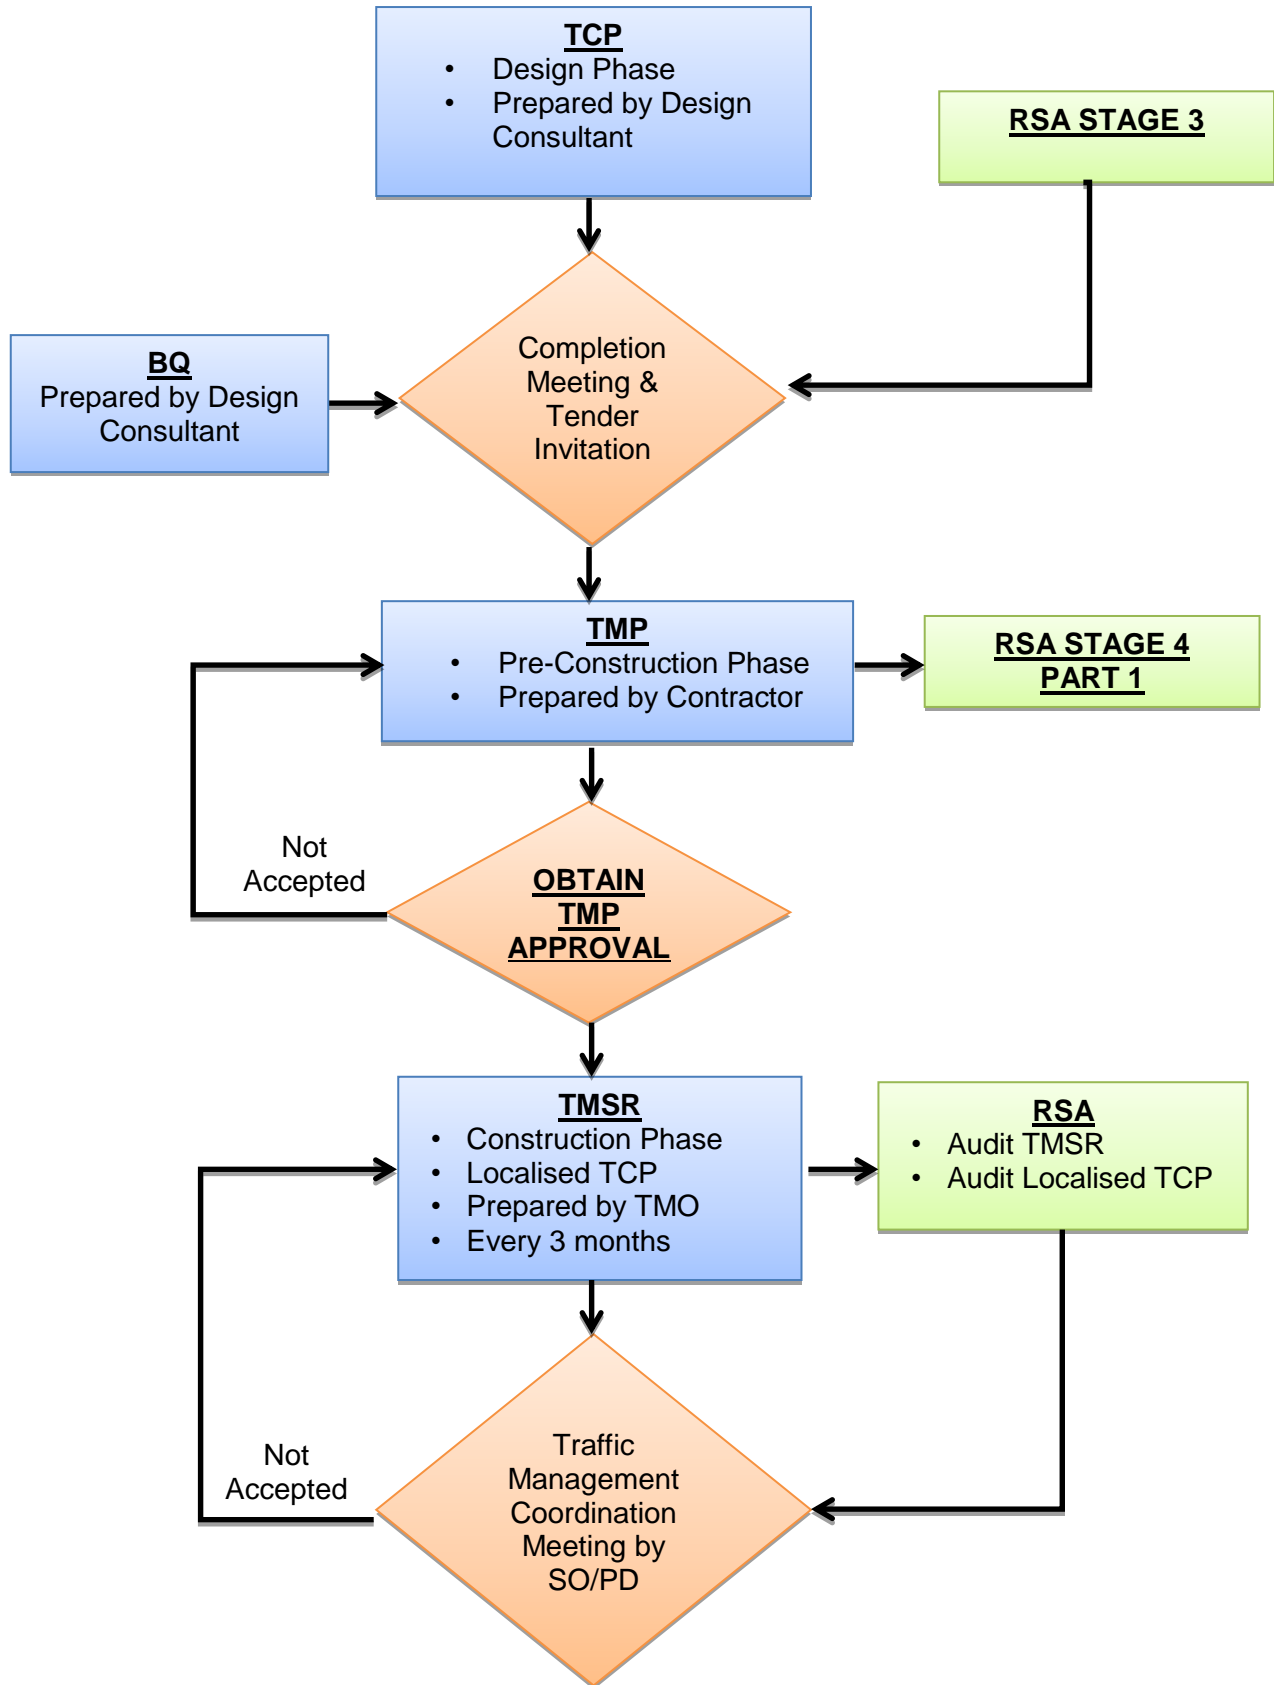 TCP
• Design Phase
• Prepared by Design
Consultant
RSA STAGE 3
BQ
Prepared by Design
Consultant
Completion
Meeting &
Tender
Invitation
TMP
• Pre-Construction Phase
• Prepared by Contractor
RSA STAGE 4
PART 1
Not
Accepted
OBTAIN
TMP
APPROVAL
TMSR
• Construction Phase
• Localised TCP
• Prepared by TMO
• Every 3 months
RSA
• Audit TMSR
• Audit Localised TCP
Not
Accepted
Traffic
Management
Coordination
Meeting by
SO/PD